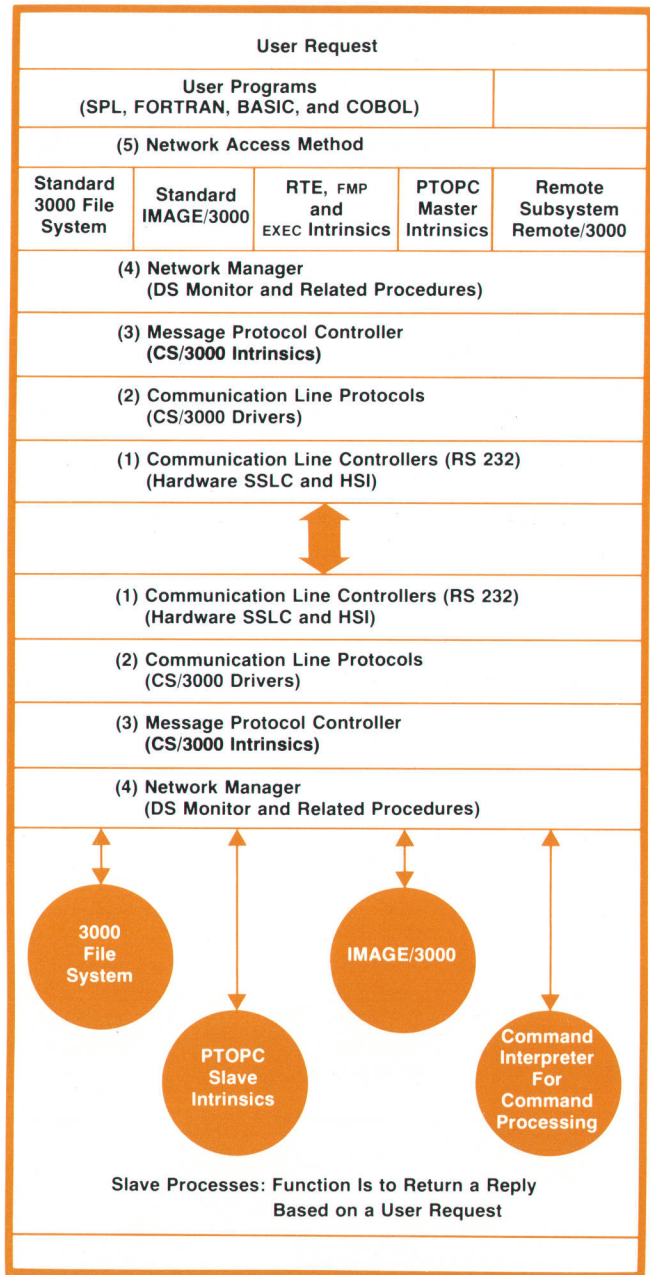 User Request
User Programs
(SPL, FORTRAN, BASIC, and COBOL)
(5) Network Access Method
Standard
3000 File
System
Standard
IMAGE/3000
RTE, FMP
and
EXEC Intrinsics
PTOPC
Master
Intrinsics
Remote
Subsystem
Remote/3000
(4) Network Manager
(DS Monitor and Related Procedures)
(3) Message Protocol Controller
(CS/3000 Intrinsics)
(2) Communication Line Protocols
(CS/3000 Drivers)
(1) Communication Line Controllers (RS 232)
(Hardware SSLC and HSI)
(1) Communication Line Controllers (RS 232)
(Hardware SSLC and HSI)
(2) Communication Line Protocols
(CS/3000 Drivers)
(3) Message Protocol Controller
(CS/3000 Intrinsics)
(4) Network Manager
(DS Monitor and Related Procedures)
3000
File
System
IMAGE/3000
PTOPC
Slave
Intrinsics
Command
Interpreter
For
Command
Processing
Slave Processes: Function Is to Return a Reply
Based on a User Request